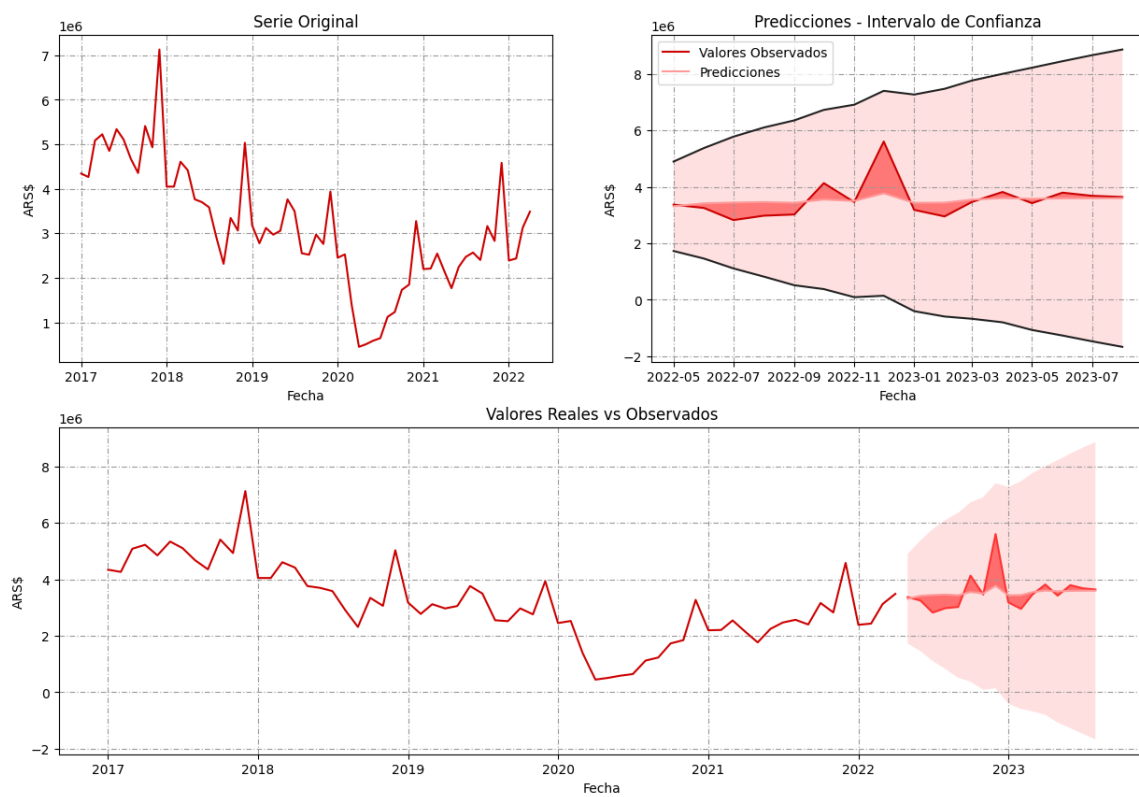 Serie Original
1e6
7
6
5
4
3
2
1
ARS$
2017
2018
2019
2020
2021
2022
Fecha
Predicciones - Intervalo de Confianza
1e6
Valores Observados
Predicciones
8
6
4
2
0
−2
ARS$
2022-05
2022-07
2022-09
2022-11
2023-01
2023-03
2023-05
2023-07
Fecha
Valores Reales vs Observados
1e6
8
6
4
2
0
−2
ARS$
2017
2018
2019
2020
2021
2022
2023
Fecha